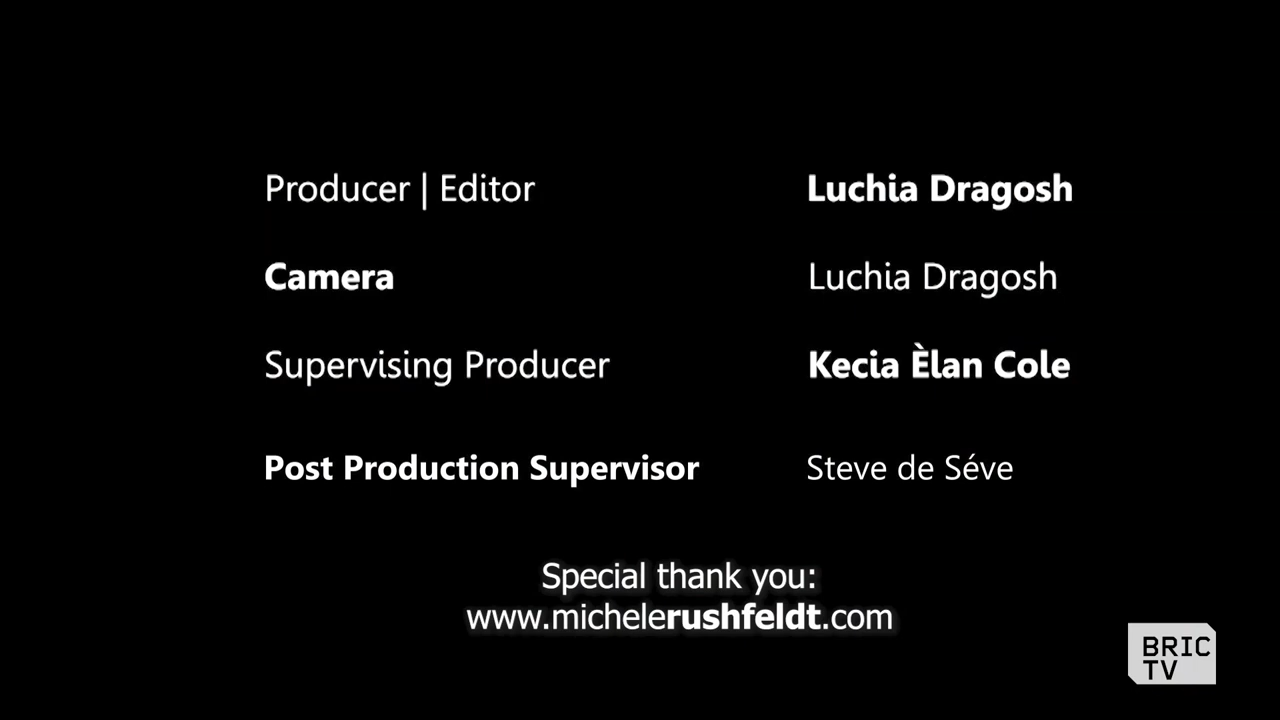 Producer | Editor Luchia Dragosh
Camera Luchia Dragosh
Supervising Producer Kecia Èlan Cole
Post Production Supervisor Steve de Séve
Special thank you:
www.michelerushfeldt.com
BRIC
TV